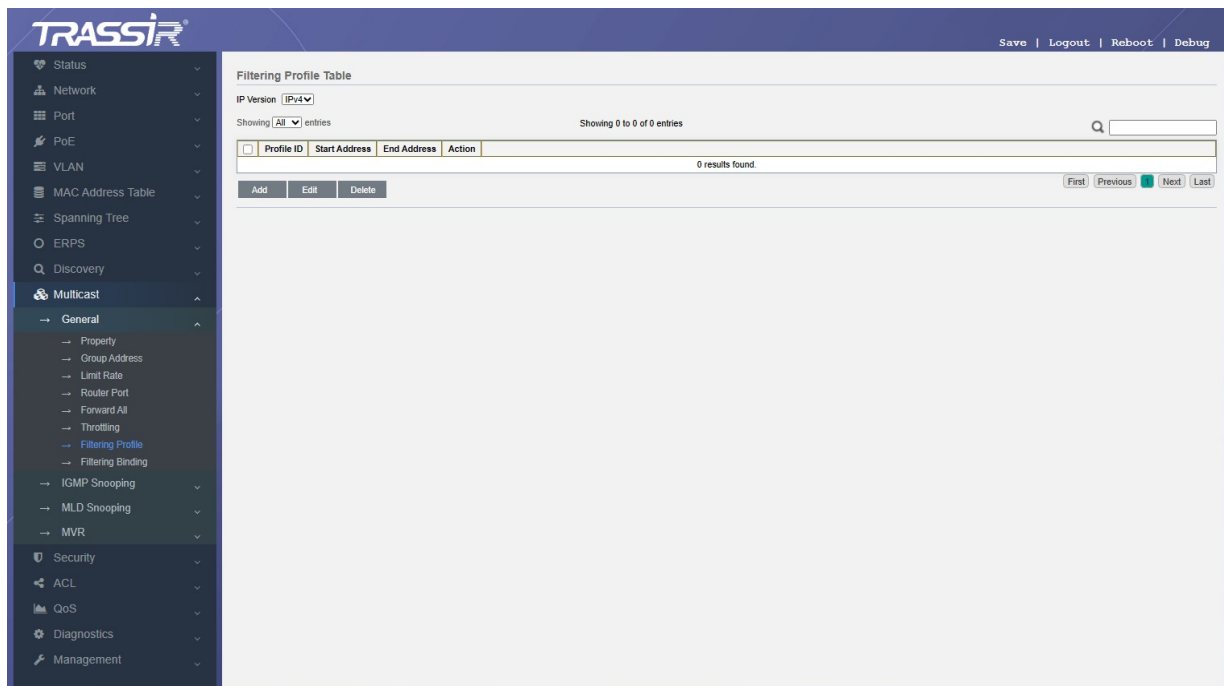 TRASSIR®
Save | Logout | Reboot | Debug
Status
Network
Port
PoE
VLAN
MAC Address Table
Spanning Tree
ERPS
Discovery
Multicast
→ General
→ Property
→ Group Address
→ Limit Rate
→ Router Port
→ Forward All
→ Throttling
→ Filtering Profile
→ Filtering Binding
→ IGMP Snooping
→ MLD Snooping
→ MVR
Security
ACL
QoS
Diagnostics
Management
Filtering Profile Table
IP Version IPv4
Showing All entries Showing 0 to 0 of 0 entries
Profile ID Start Address End Address Action
0 results found.
Add Edit Delete First Previous 1 Next Last